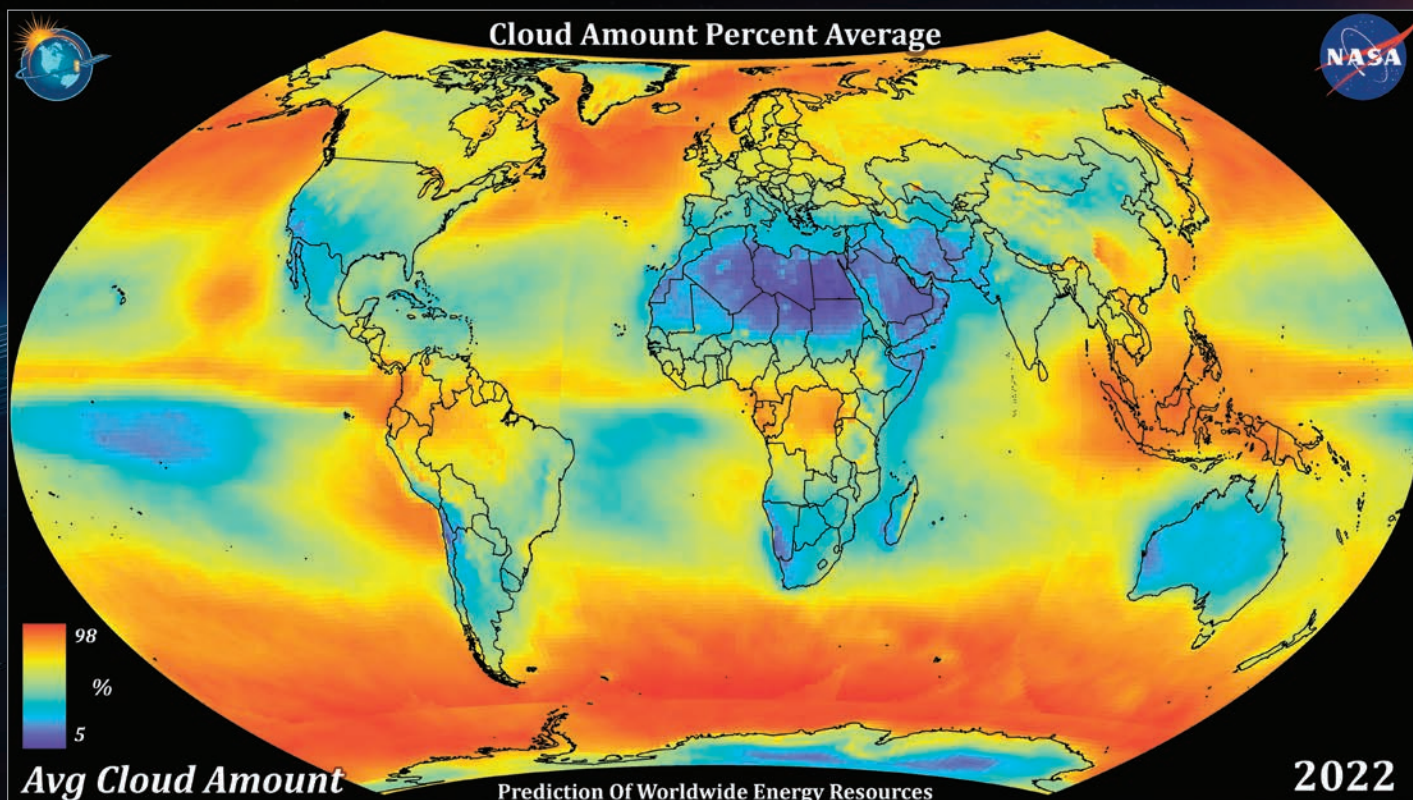 Cloud Amount Percent Average
NASA
98
%
5
Avg Cloud Amount
Prediction Of Worldwide Energy Resources
2022